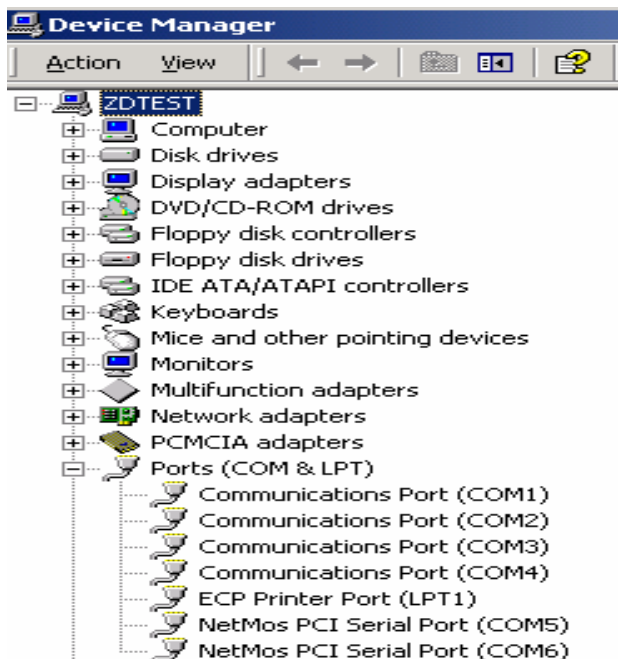 Device Manager
Action View
ZDTEST
Computer
Disk drives
Display adapters
DVD/CD-ROM drives
Floppy disk controllers
Floppy disk drives
IDE ATA/ATAPI controllers
Keyboards
Mice and other pointing devices
Monitors
Multifunction adapters
Network adapters
PCMCIA adapters
Ports (COM & LPT)
Communications Port (COM1)
Communications Port (COM2)
Communications Port (COM3)
Communications Port (COM4)
ECP Printer Port (LPT1)
NetMos PCI Serial Port (COM5)
NetMos PCI Serial Port (COM6)